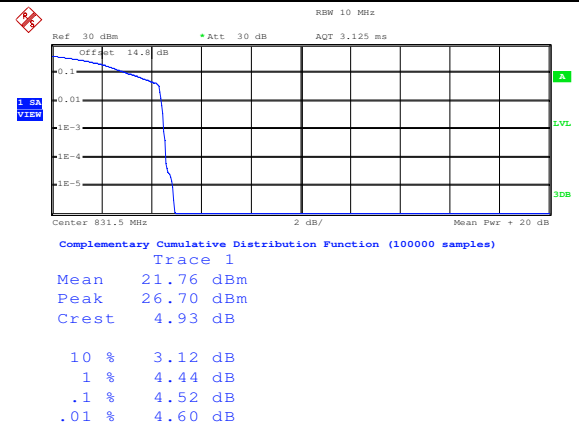 RBW 10 MHz
Ref 30 dBm *Att 30 dB AQT 3.125 ms
Offset 14.8 dB
0.1
A
0.01
1 SA
VIEW
1E-3
LVL
1E-4
1E-5
3DB
Center 831.5 MHz 2 dB/ Mean Pwr + 20 dB
Complementary Cumulative Distribution Function (100000 samples)
Trace 1
Mean 21.76 dBm
Peak 26.70 dBm
Crest 4.93 dB
10 % 3.12 dB
1 % 4.44 dB
.1 % 4.52 dB
.01 % 4.60 dB